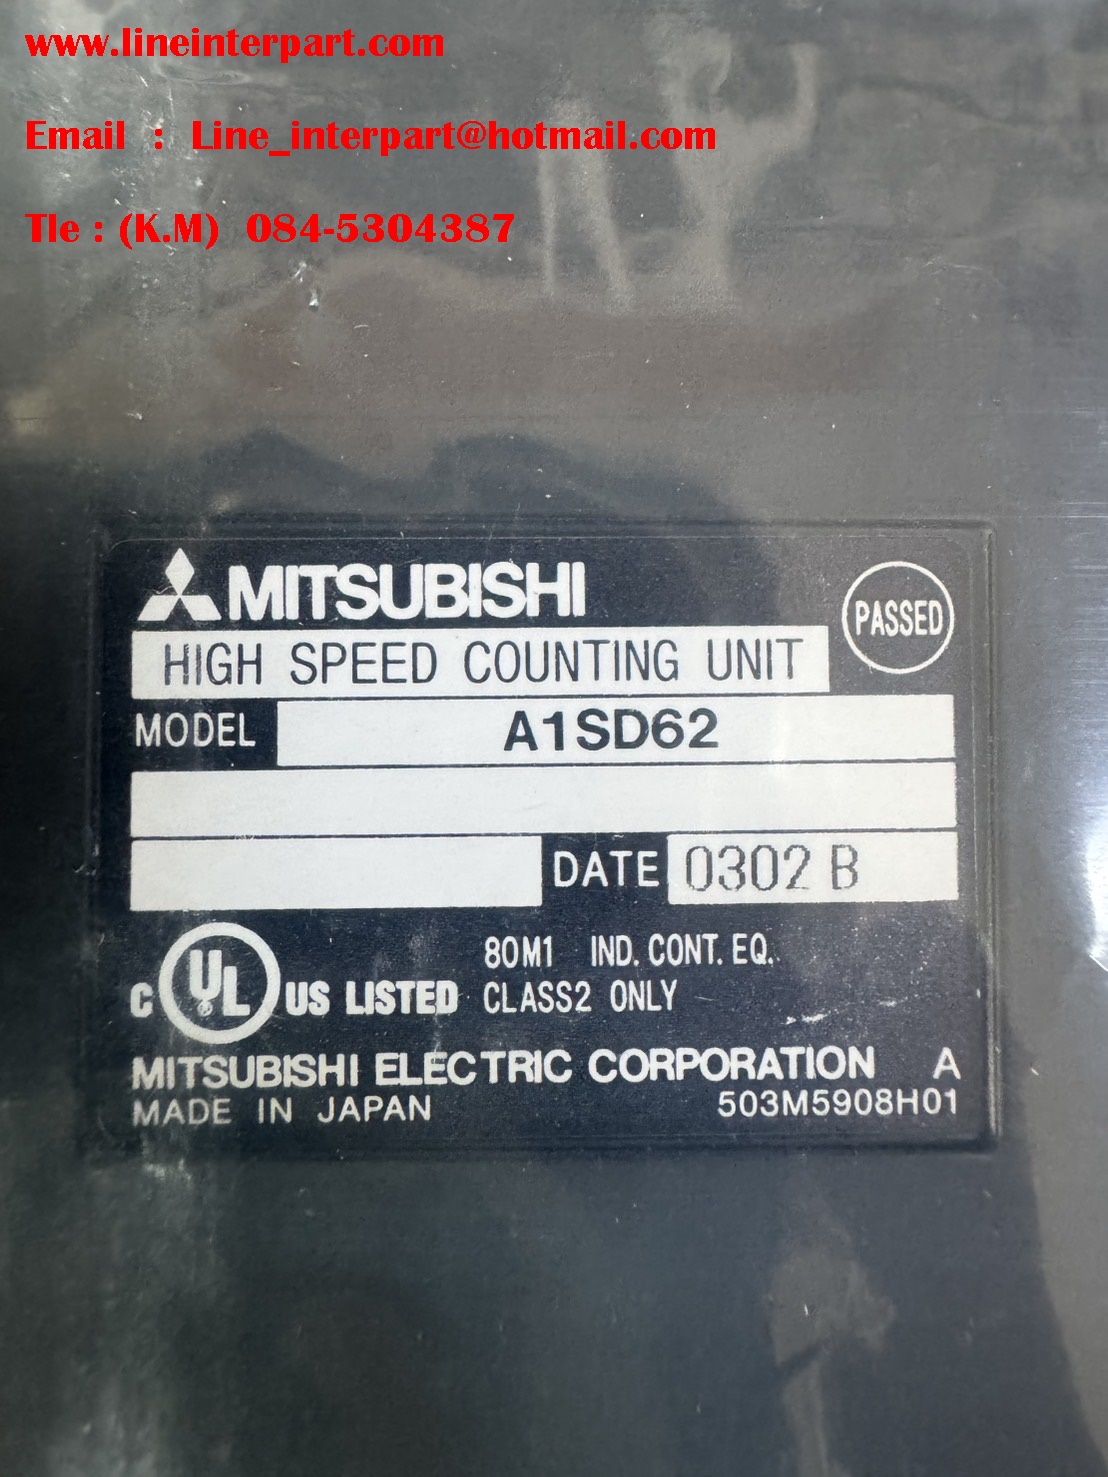 www.lineinterpart.com
Email : Line_interpart@hotmail.com
Tle : (K.M) 084-5304387
MITSUBISHI
PASSED
HIGH SPEED COUNTING UNIT
MODEL A1SD62
DATE 0302 B
C UL US LISTED
80M1 IND. CONT. EQ.
CLASS2 ONLY
MITSUBISHI ELECTRIC CORPORATION A
MADE IN JAPAN 503M5908H01